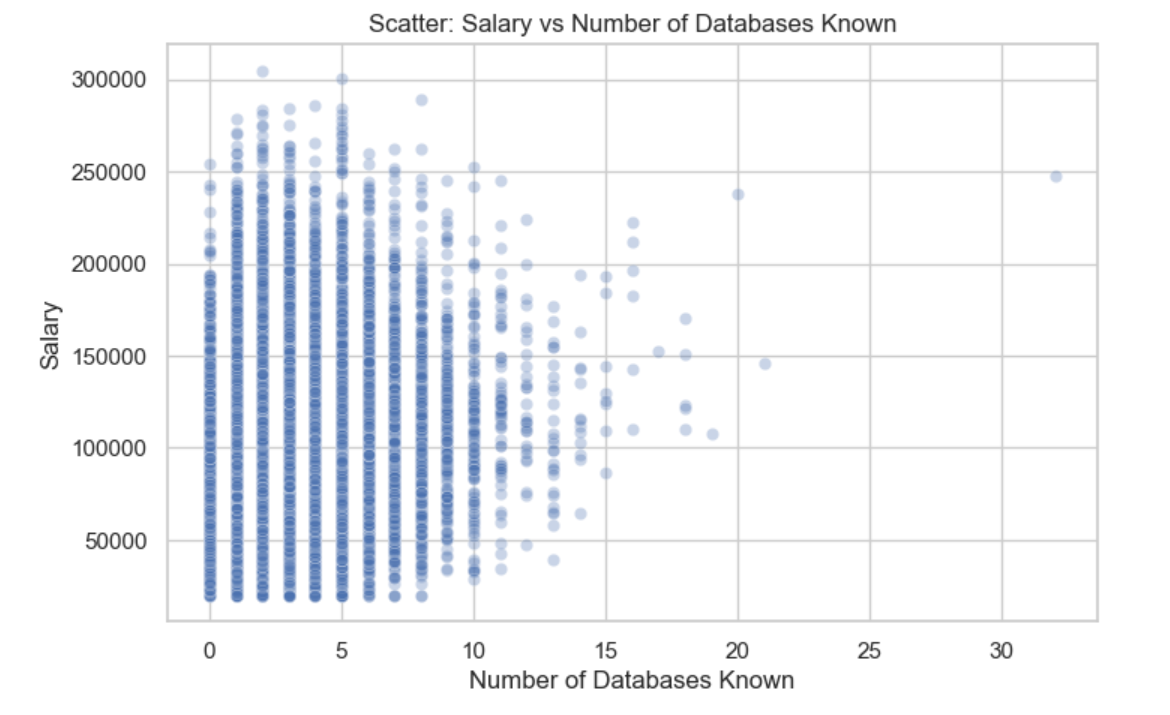 Scatter: Salary vs Number of Databases Known
300000
250000
200000
150000
100000
50000
Salary
0 5 10 15 20 25 30
Number of Databases Known